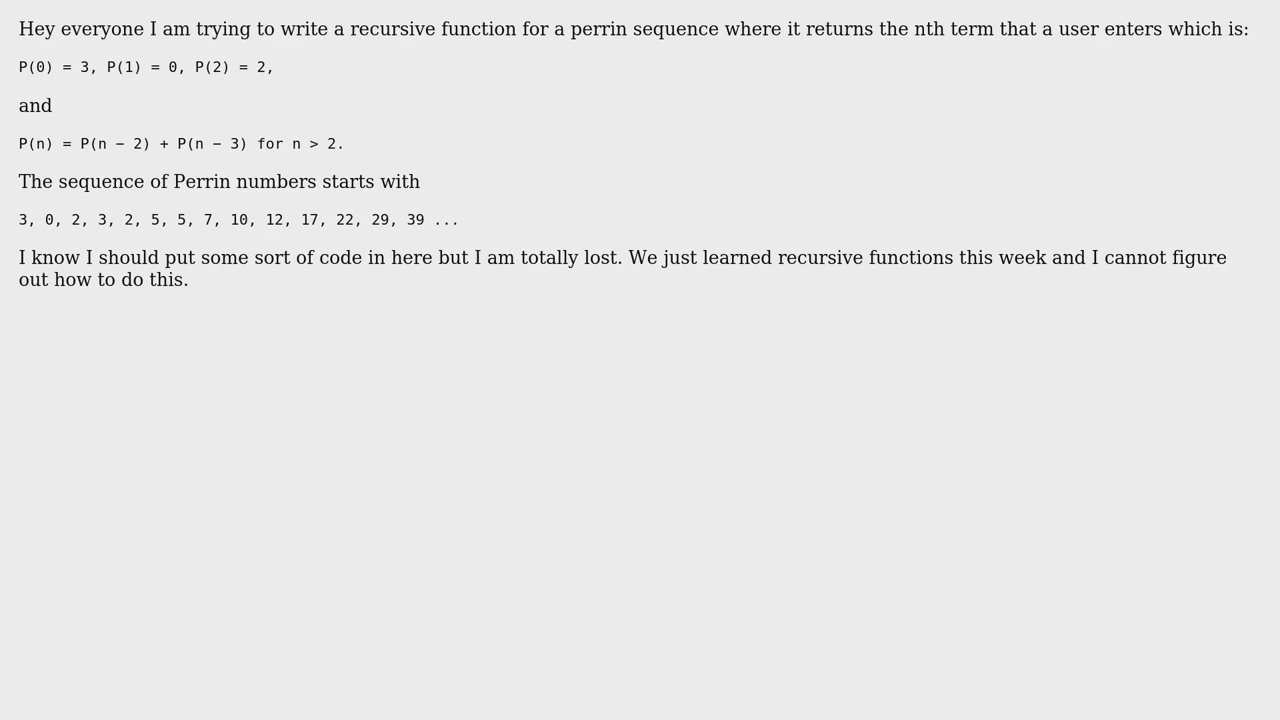 Hey everyone I am trying to write a recursive function for a perrin sequence where it returns the nth term that a user enters which is:
P(0) = 3, P(1) = 0, P(2) = 2,
and
P(n) = P(n − 2) + P(n − 3) for n > 2.
The sequence of Perrin numbers starts with
3, 0, 2, 3, 2, 5, 5, 7, 10, 12, 17, 22, 29, 39 ...
I know I should put some sort of code in here but I am totally lost. We just learned recursive functions this week and I cannot figure
out how to do this.